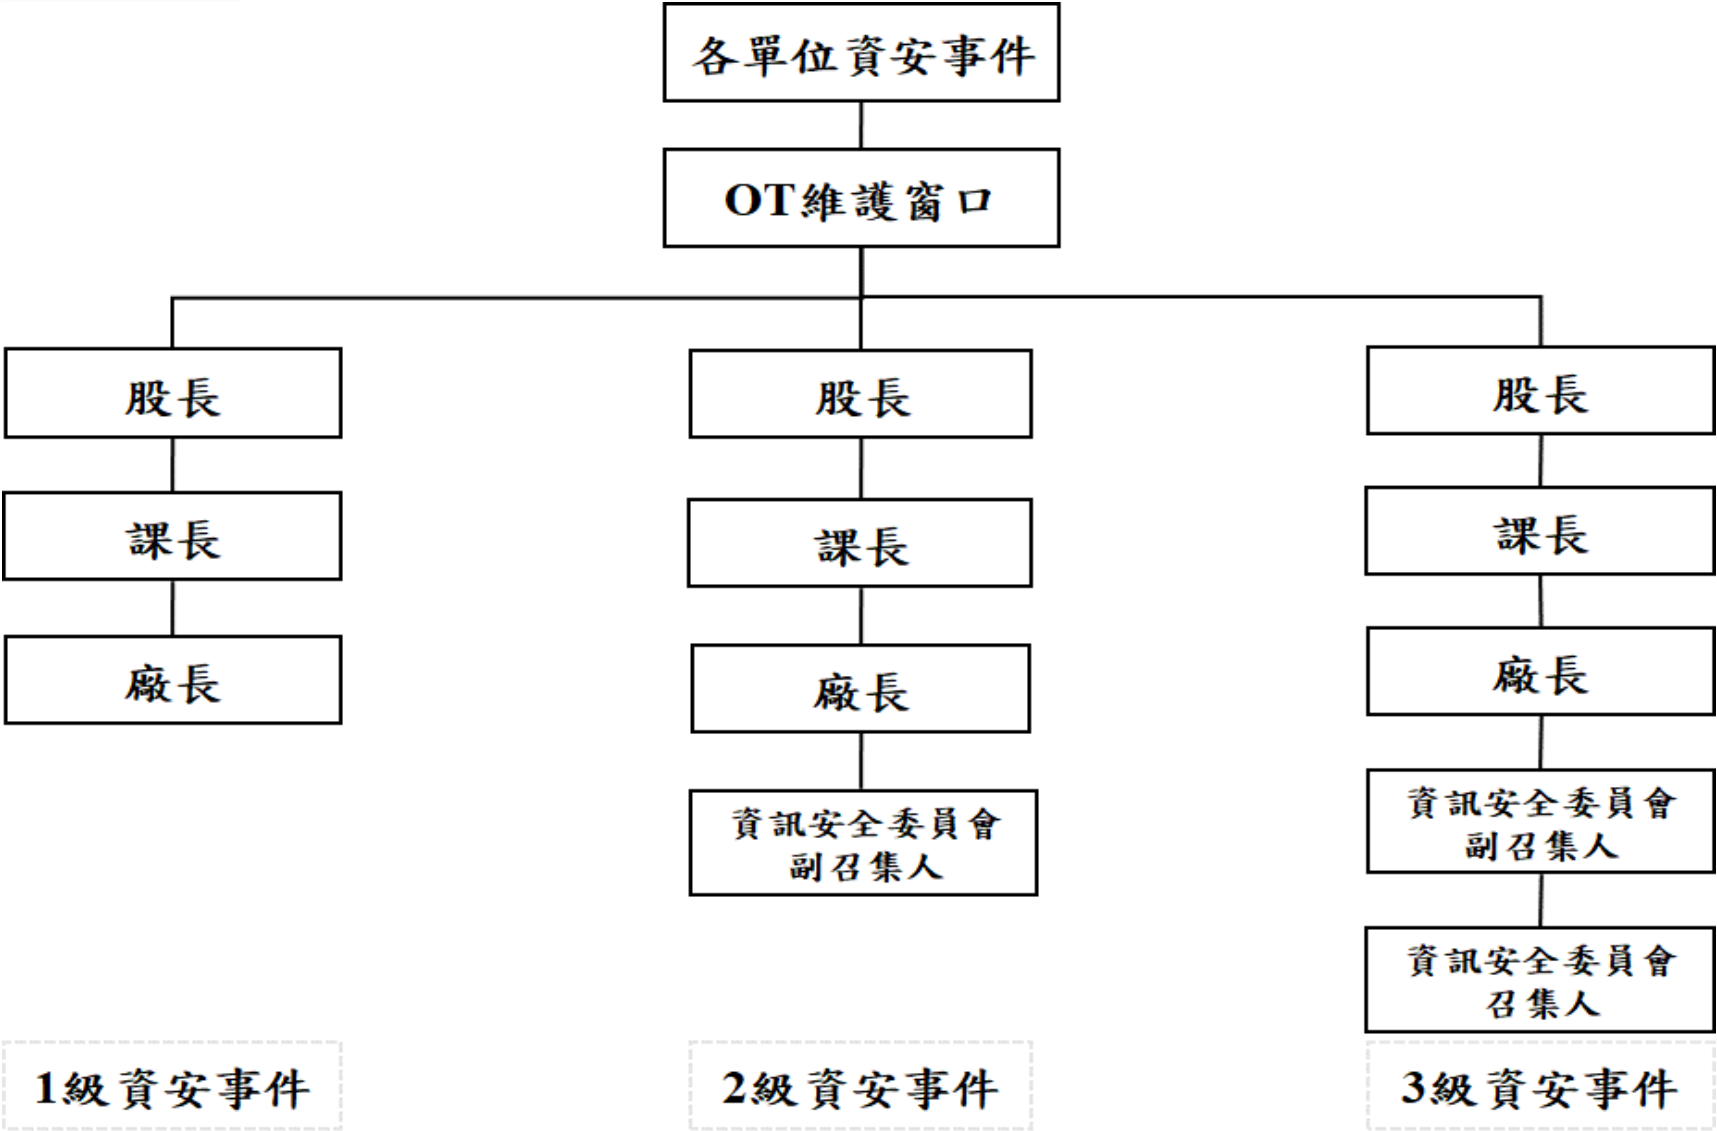 各單位資安事件
OT維護窗口
股長
課長
廠長
股長
課長
廠長
資訊安全委員會
副召集人
股長
課長
廠長
資訊安全委員會
副召集人
資訊安全委員會
召集人
1級資安事件
2級資安事件
3級資安事件